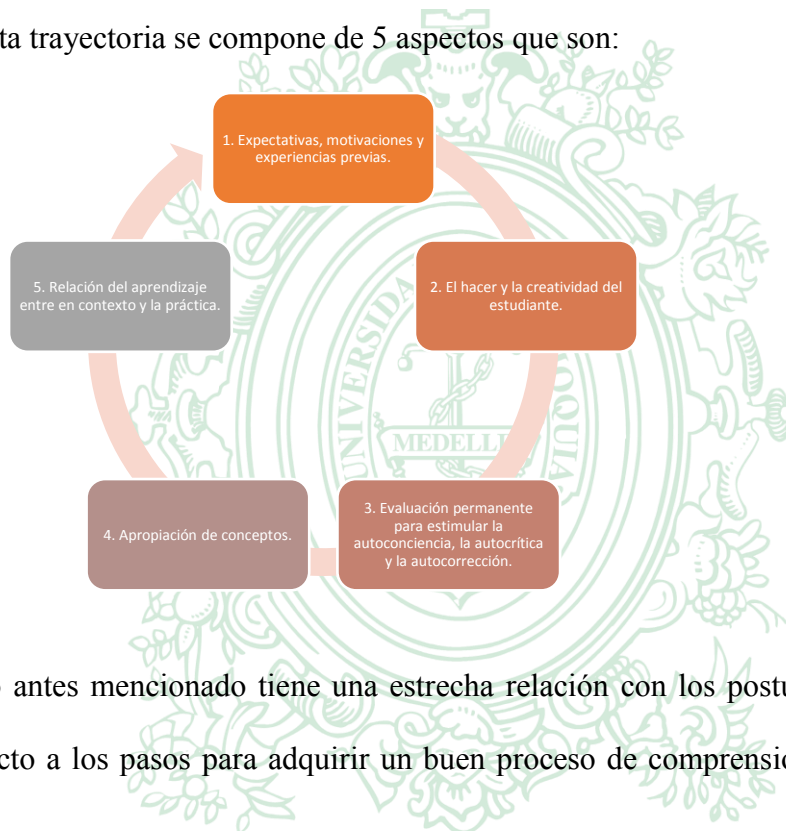 ta trayectoria se compone de 5 aspectos que son:
1. Expectativas, motivaciones y
experiencias previas.
2. El hacer y la creatividad del
estudiante.
3. Evaluación permanente
para estimular la
autoconciencia, la autocrítica
y la autocorrección.
4. Apropiación de conceptos.
5. Relación del aprendizaje
entre en contexto y la práctica.
antes mencionado tiene una estrecha relación con los postu
cto a los pasos para adquirir un buen proceso de comprensi
UNIVERSIDA
OQUIA
MEDELL